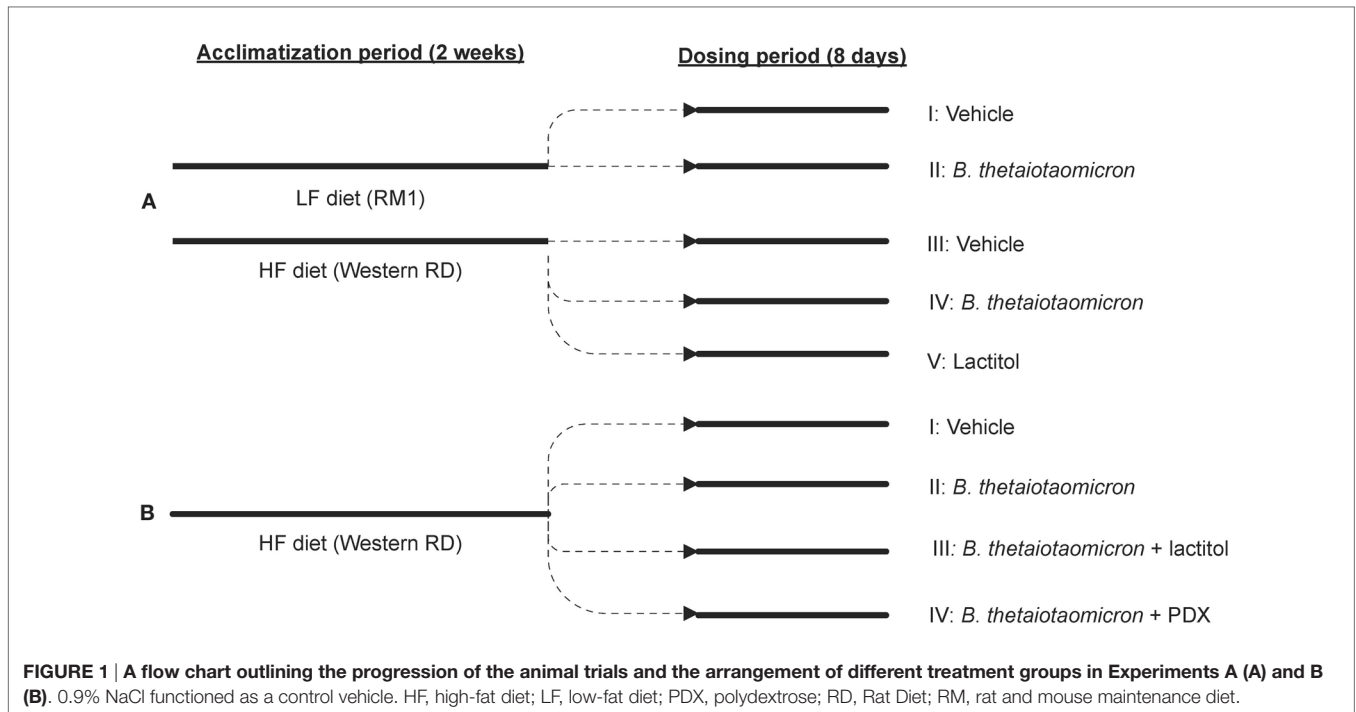 Acclimatization period (2 weeks)
Dosing period (8 days)
I: Vehicle
II: B. thetaiotaomicron
A
LF diet (RM1)
III: Vehicle
HF diet (Western RD)
IV: B. thetaiotaomicron
V: Lactitol
I: Vehicle
II: B. thetaiotaomicron
B
HF diet (Western RD)
III: B. thetaiotaomicron + lactitol
IV: B. thetaiotaomicron + PDX
FIGURE 1 | A flow chart outlining the progression of the animal trials and the arrangement of different treatment groups in Experiments A (A) and B
(B). 0.9% NaCl functioned as a control vehicle. HF, high-fat diet; LF, low-fat diet; PDX, polydextrose; RD, Rat Diet; RM, rat and mouse maintenance diet.